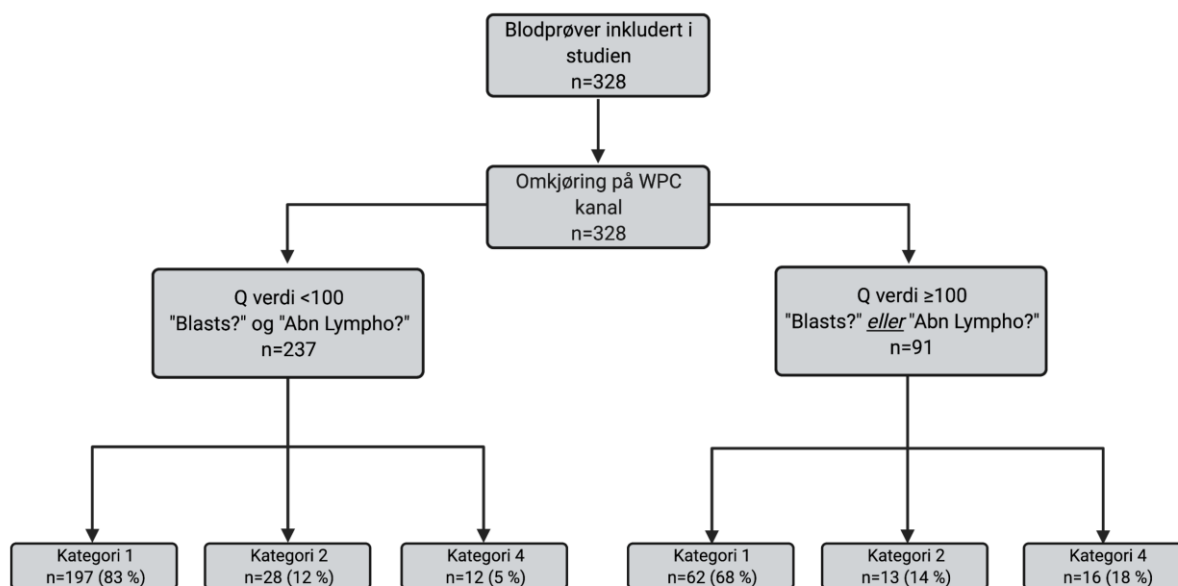 Blodprøver inkludert i
studien
n=328
Omkjøring på WPC
kanal
n=328
Q verdi <100
"Blasts?" og "Abn Lympho?"
n=237
Q verdi ≥100
"Blasts?" eller "Abn Lympho?"
n=91
Kategori 1
n=197 (83 %)
Kategori 2
n=28 (12 %)
Kategori 4
n=12 (5 %)
Kategori 1
n=62 (68 %)
Kategori 2
n=13 (14 %)
Kategori 4
n=16 (18 %)